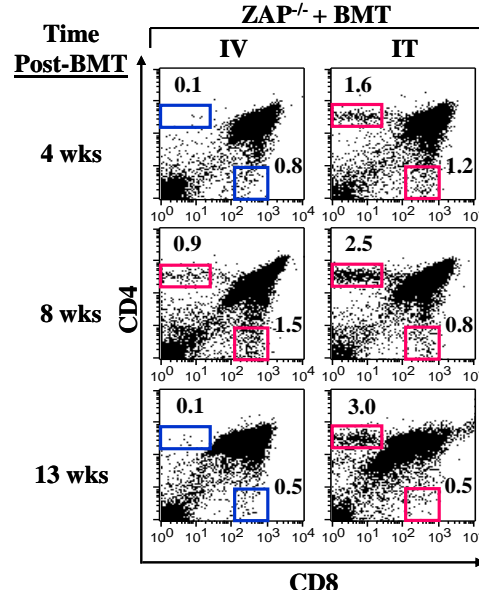 ZAP-/- + BMT
Time
Post-BMT
IV
IT
0.1
1.6
4 wks
0.8
1.2
10⁰ 10¹ 10² 10³ 10⁴
10⁰ 10¹ 10² 10³ 10⁴
0.9
2.5
8 wks
CD4
1.5
0.8
10⁰ 10¹ 10² 10³ 10⁴
10⁰ 10¹ 10² 10³ 10⁴
0.1
3.0
13 wks
0.5
0.5
10⁰ 10¹ 10² 10³ 10⁴
10⁰ 10¹ 10² 10³ 10⁴
CD8